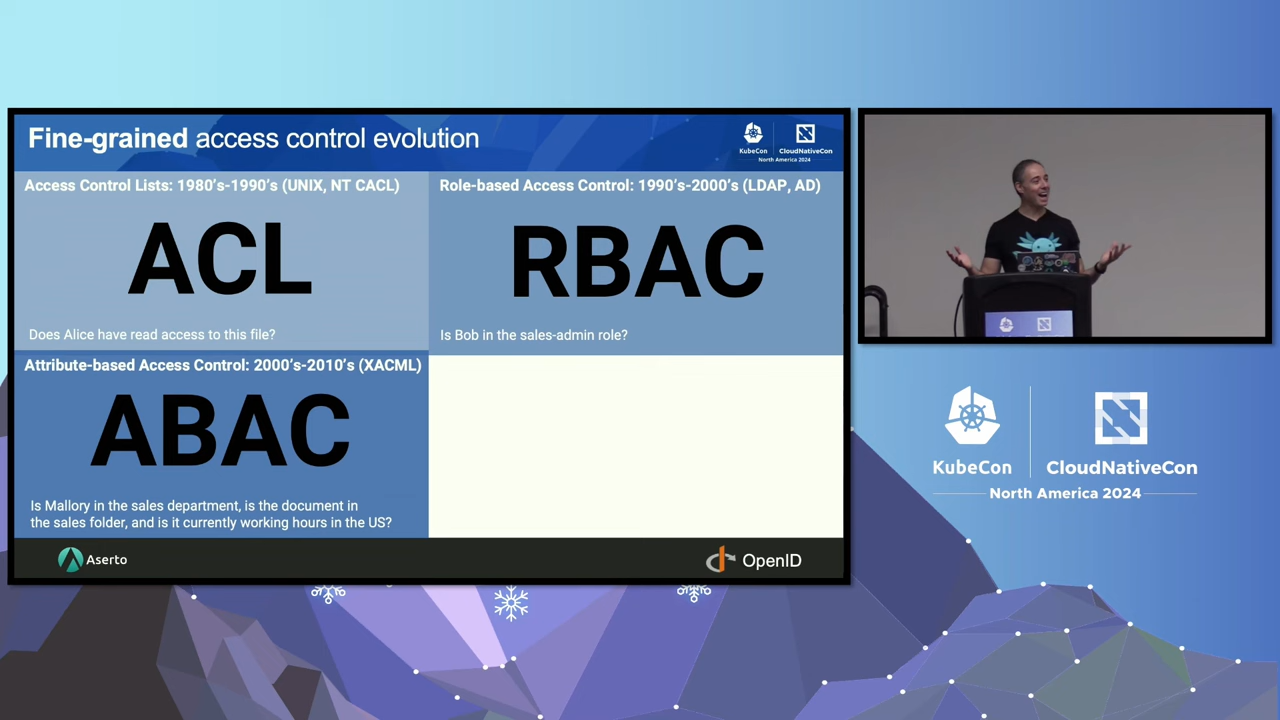 Fine-grained access control evolution
KubeCon
CloudNativeCon
North America 2024
Access Control Lists: 1980's-1990's (UNIX, NT CACL)
ACL
Does Alice have read access to this file?
Role-based Access Control: 1990's-2000's (LDAP, AD)
RBAC
Is Bob in the sales-admin role?
Attribute-based Access Control: 2000's-2010's (XACML)
ABAC
Is Mallory in the sales department, is the document in
the sales folder, and is it currently working hours in the US?
Aserto
OpenID
KubeCon
CloudNativeCon
North America 2024